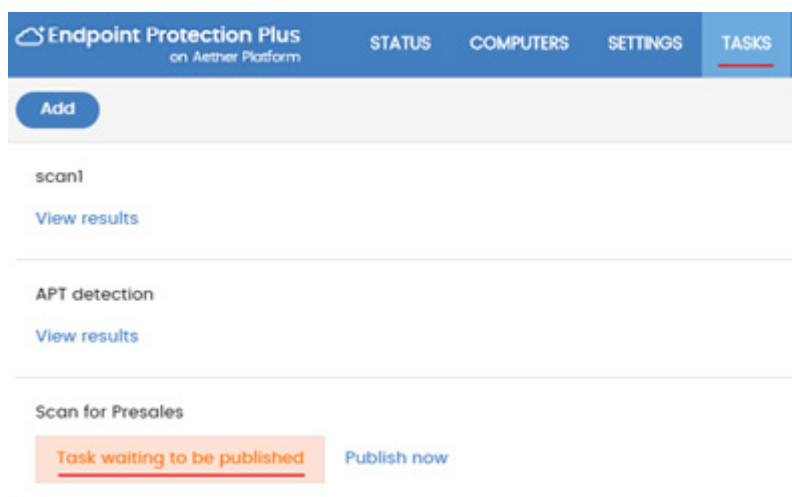 Endpoint Protection Plus
on Aether Platform
STATUS COMPUTERS SETTINGS TASKS
Add
scan1
View results
APT detection
View results
Scan for Presales
Task waiting to be published Publish now